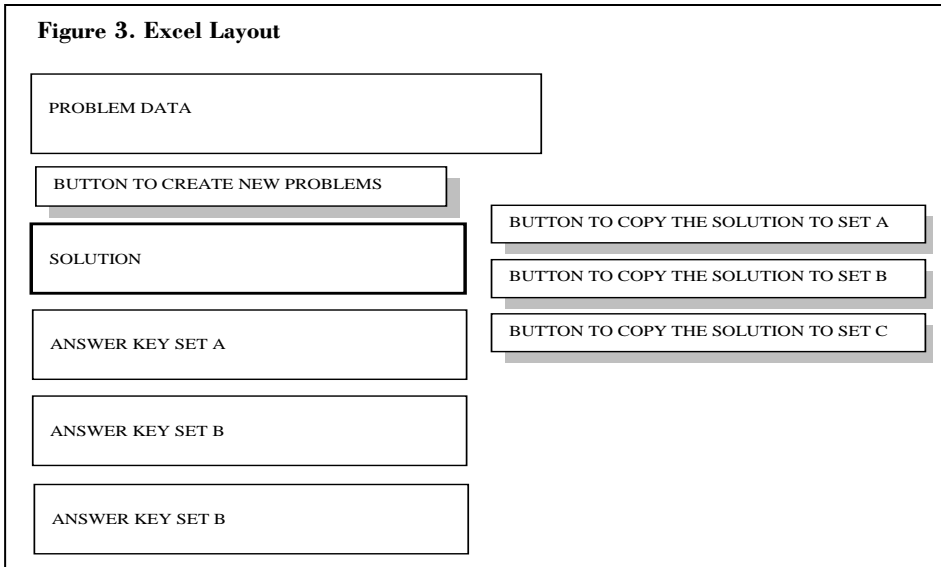 Figure 3. Excel Layout
PROBLEM DATA
BUTTON TO CREATE NEW PROBLEMS
SOLUTION
BUTTON TO COPY THE SOLUTION TO SET A
BUTTON TO COPY THE SOLUTION TO SET B
BUTTON TO COPY THE SOLUTION TO SET C
ANSWER KEY SET A
ANSWER KEY SET B
ANSWER KEY SET B